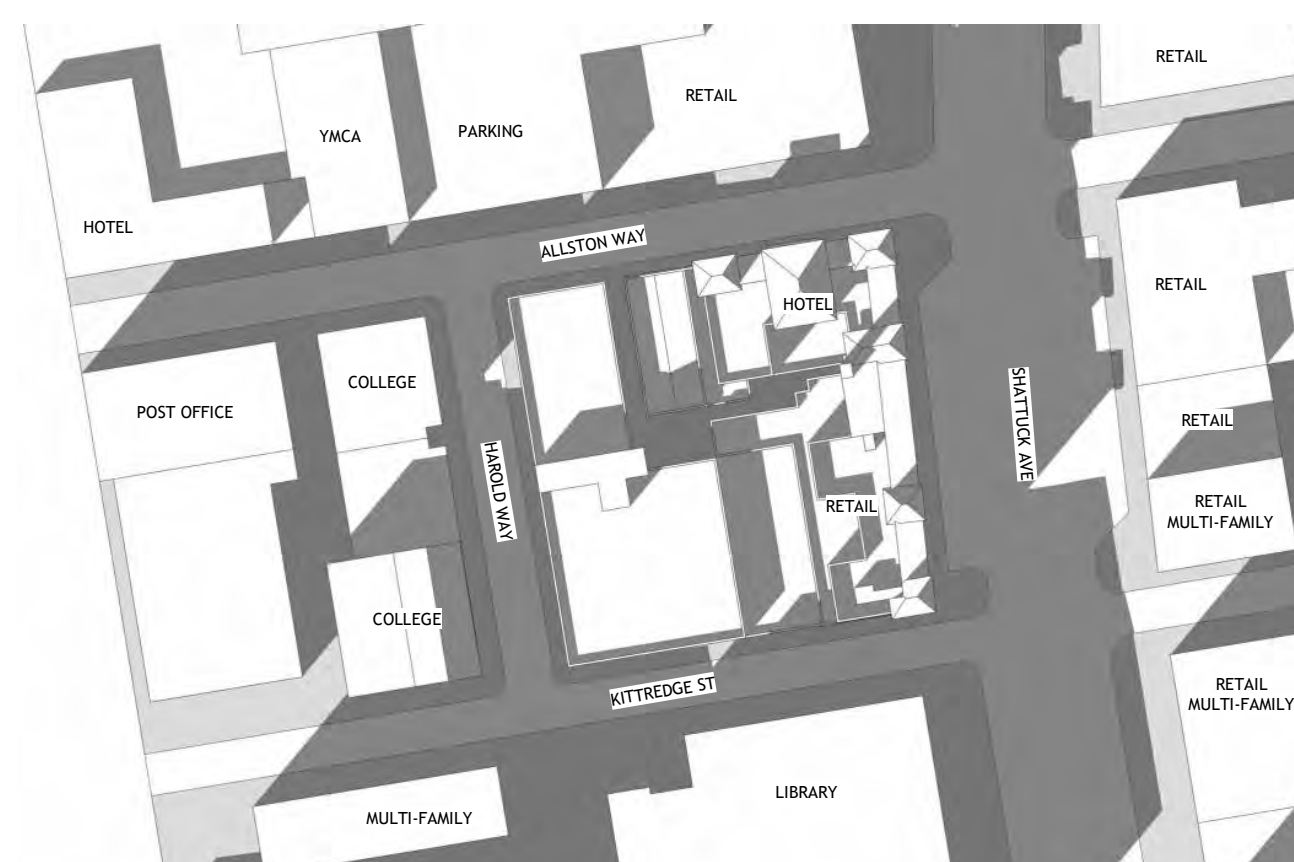 RETAIL
RETAIL
YMCA
PARKING
HOTEL
ALLSTON WAY
HOTEL
RETAIL
COLLEGE
POST OFFICE
SHATTUCK AVE
RETAIL
HAROLD WAY
RETAIL
RETAIL
MULTI-FAMILY
COLLEGE
KITTREDGE ST
RETAIL
MULTI-FAMILY
LIBRARY
MULTI-FAMILY